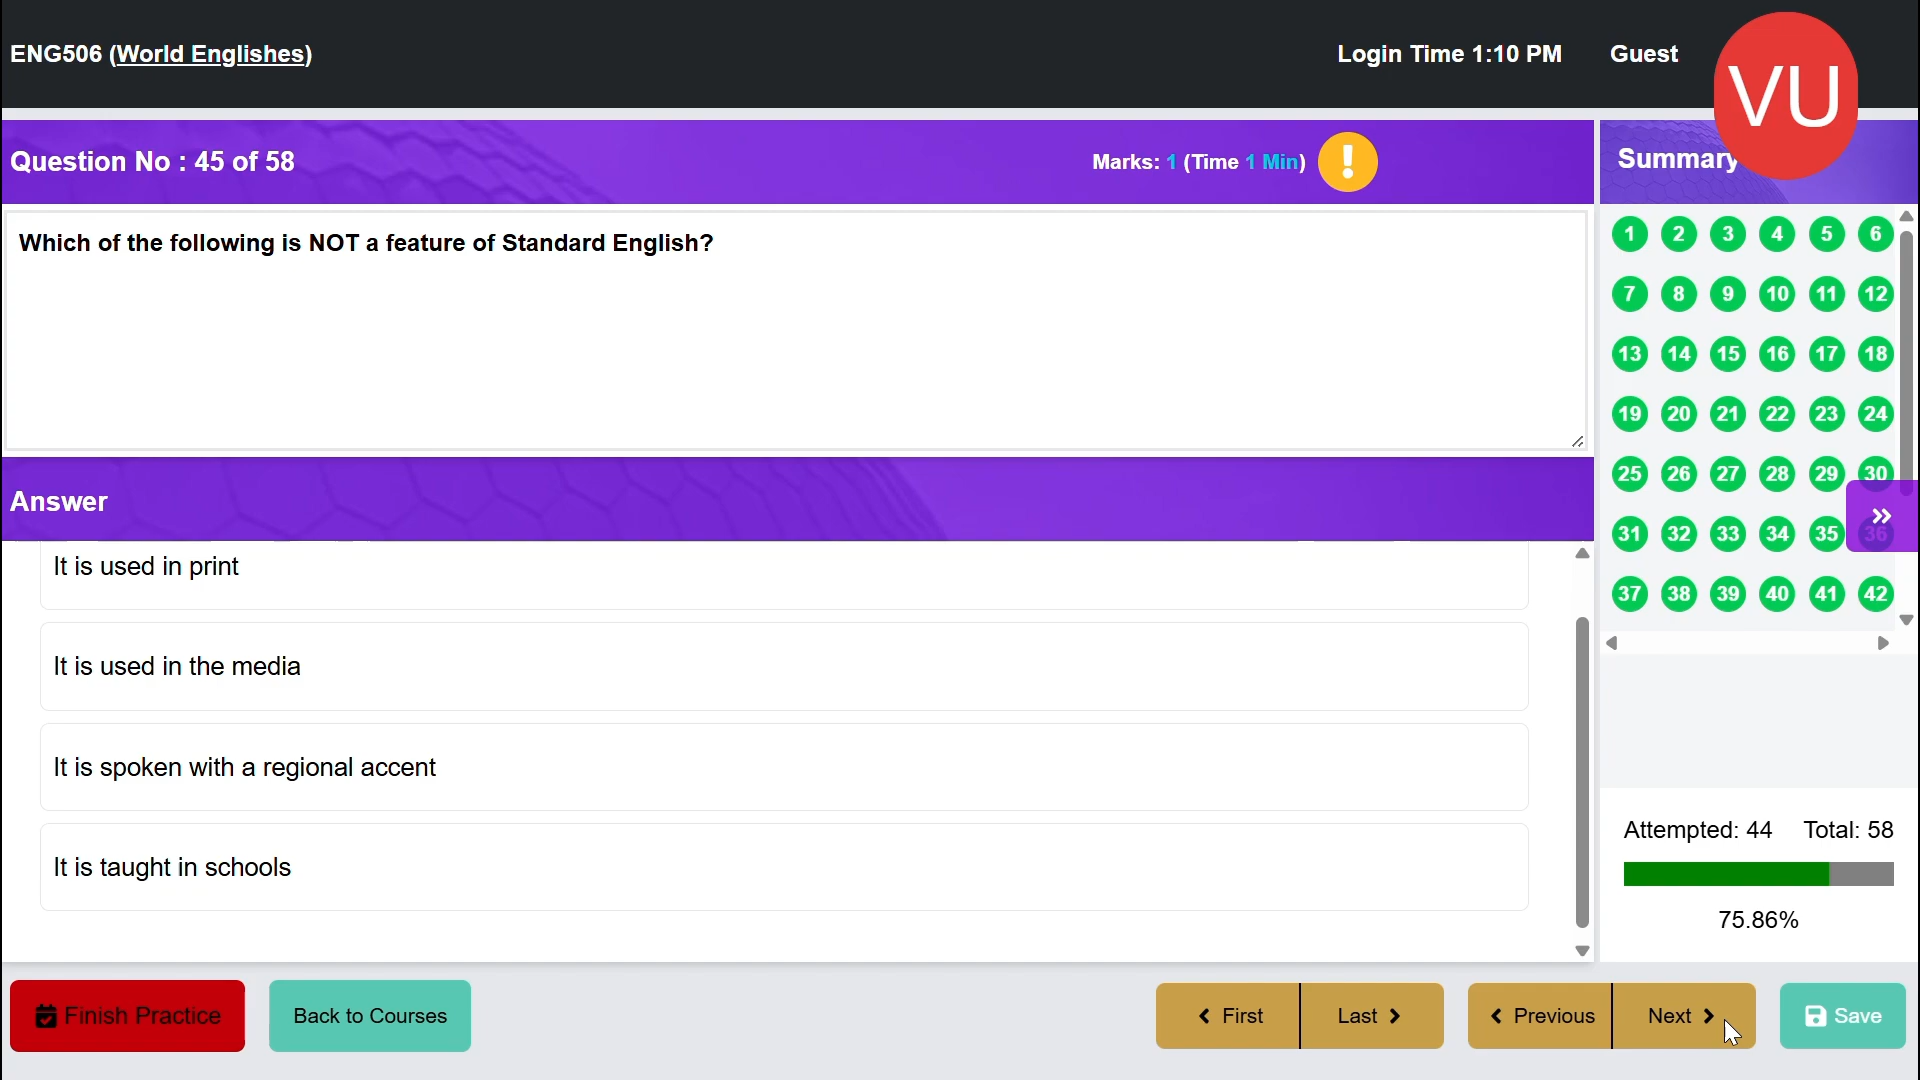 ENG506 (World Englishes)
Login Time 1:10 PM
Guest
VU
Question No : 45 of 58
Marks: 1 (Time 1 Min)
!
Summary
Which of the following is NOT a feature of Standard English?
1 2 3 4 5 6
7 8 9 10 11 12
13 14 15 16 17 18
19 20 21 22 23 24
25 26 27 28 29 30
31 32 33 34 35 36
37 38 39 40 41 42
Answer
It is used in print
It is used in the media
It is spoken with a regional accent
It is taught in schools
Attempted: 44 Total: 58
75.86%
Finish Practice
Back to Courses
First
Last
Previous
Next
Save